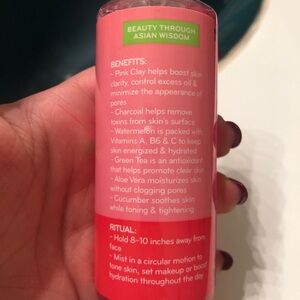 BEAUTY THROUGH
ASIAN WISDOM
BENEFITS:
- Pink Clay helps boost skin
clarity, control excess oil &
minimize the appearance of
pores
- Charcoal helps remove
toxins from skin's surface
- Watermelon is packed with
Vitamins A, B6 & C to keep
skin energized & hydrated
- Green Tea is an antioxidant
that helps promote clear skin
- Aloe Vera moisturizes skin
without clogging pores
- Cucumber soothes skin
while toning & tightening
RITUAL:
- Hold 8-10 inches away from
face
- Mist in a circular motion to
tone skin, set makeup or boost
hydration throughout the day